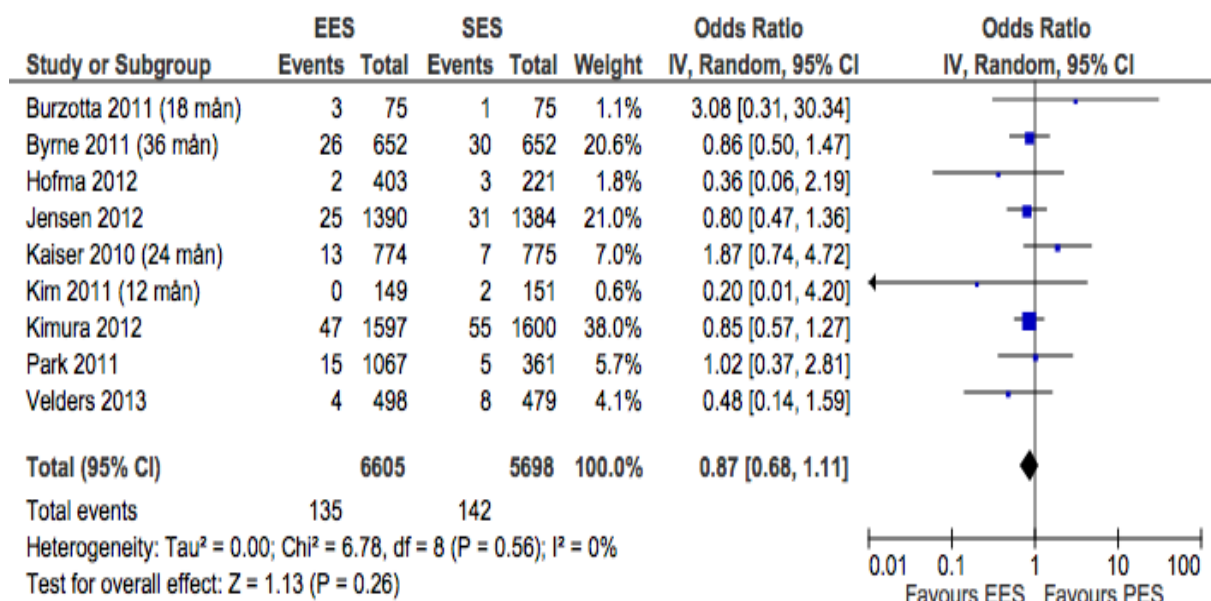 EES SES Odds Ratio Odds Ratio
Study or Subgroup Events Total Events Total Weight IV, Random, 95% CI IV, Random, 95% CI
Burzotta 2011 (18 mån) 3 75 1 75 1.1% 3.08 [0.31, 30.34]
Byrne 2011 (36 mån) 26 652 30 652 20.6% 0.86 [0.50, 1.47]
Hofma 2012 2 403 3 221 1.8% 0.36 [0.06, 2.19]
Jensen 2012 25 1390 31 1384 21.0% 0.80 [0.47, 1.36]
Kaiser 2010 (24 mån) 13 774 7 775 7.0% 1.87 [0.74, 4.72]
Kim 2011 (12 mån) 0 149 2 151 0.6% 0.20 [0.01, 4.20]
Kimura 2012 47 1597 55 1600 38.0% 0.85 [0.57, 1.27]
Park 2011 15 1067 5 361 5.7% 1.02 [0.37, 2.81]
Velders 2013 4 498 8 479 4.1% 0.48 [0.14, 1.59]
Total (95% CI) 6605 5698 100.0% 0.87 [0.68, 1.11]
Total events 135 142
Heterogeneity: Tau² = 0.00; Chi² = 6.78, df = 8 (P = 0.56); I² = 0%
Test for overall effect: Z = 1.13 (P = 0.26)
0.01 0.1 1 10 100
Favours EES Favours PES